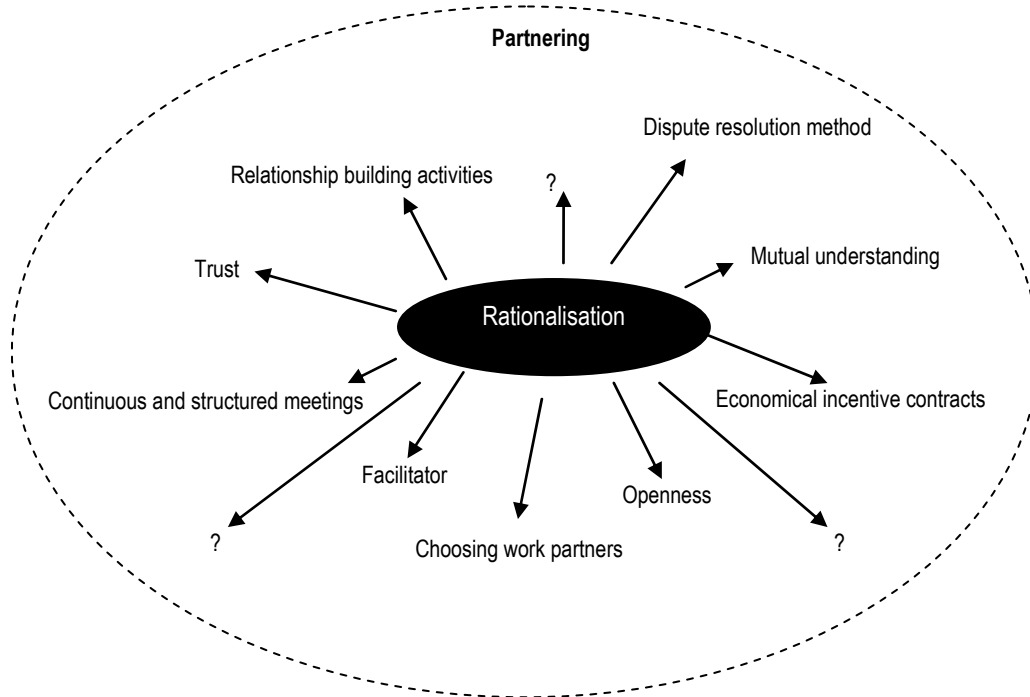 Partnering
Dispute resolution method
Relationship building activities
?
Mutual understanding
Trust
Rationalisation
Continuous and structured meetings
Economical incentive contracts
Facilitator
Openness
?
Choosing work partners
?